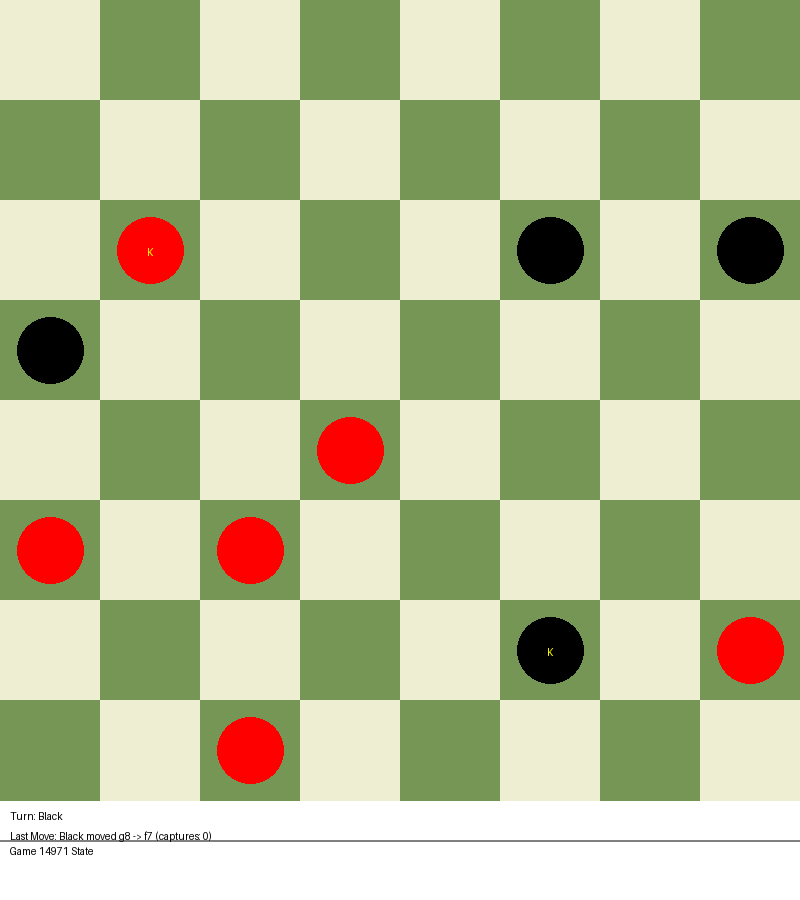 K
K
Turn: Black
Last Move: Black moved g8 -> f7 (captures: 0)
Game 14971 State